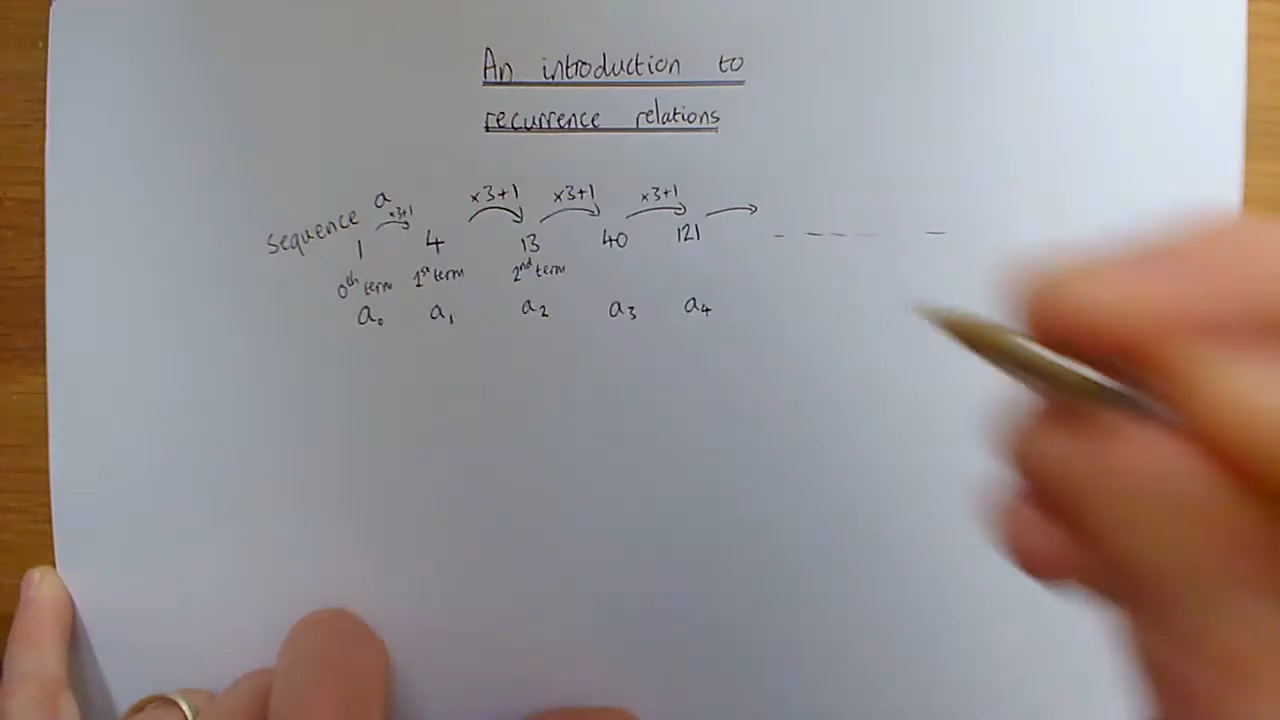 An introduction to
recurrence relations
sequence a
×3+1 ×3+1 ×3+1 ×3+1
1 4 13 40 121
0th term 1st term 2nd term
a0 a1 a2 a3 a4